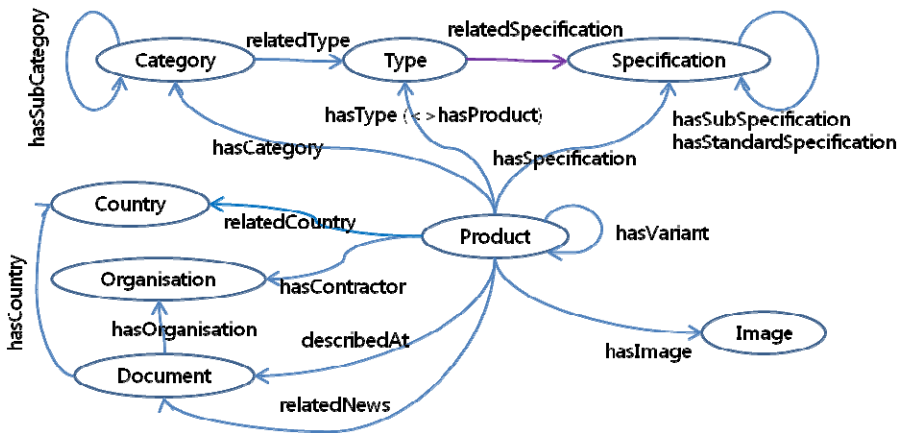 relatedType
relatedSpecification
hasSubCategory
Category
Type
Specification
hasType (<>hasProduct)
hasSubSpecification
hasStandardSpecification
hasCategory
hasSpecification
Country
relatedCountry
Product
hasVariant
hasCountry
Organisation
hasContractor
hasOrganisation
describedAt
Image
hasImage
Document
relatedNews